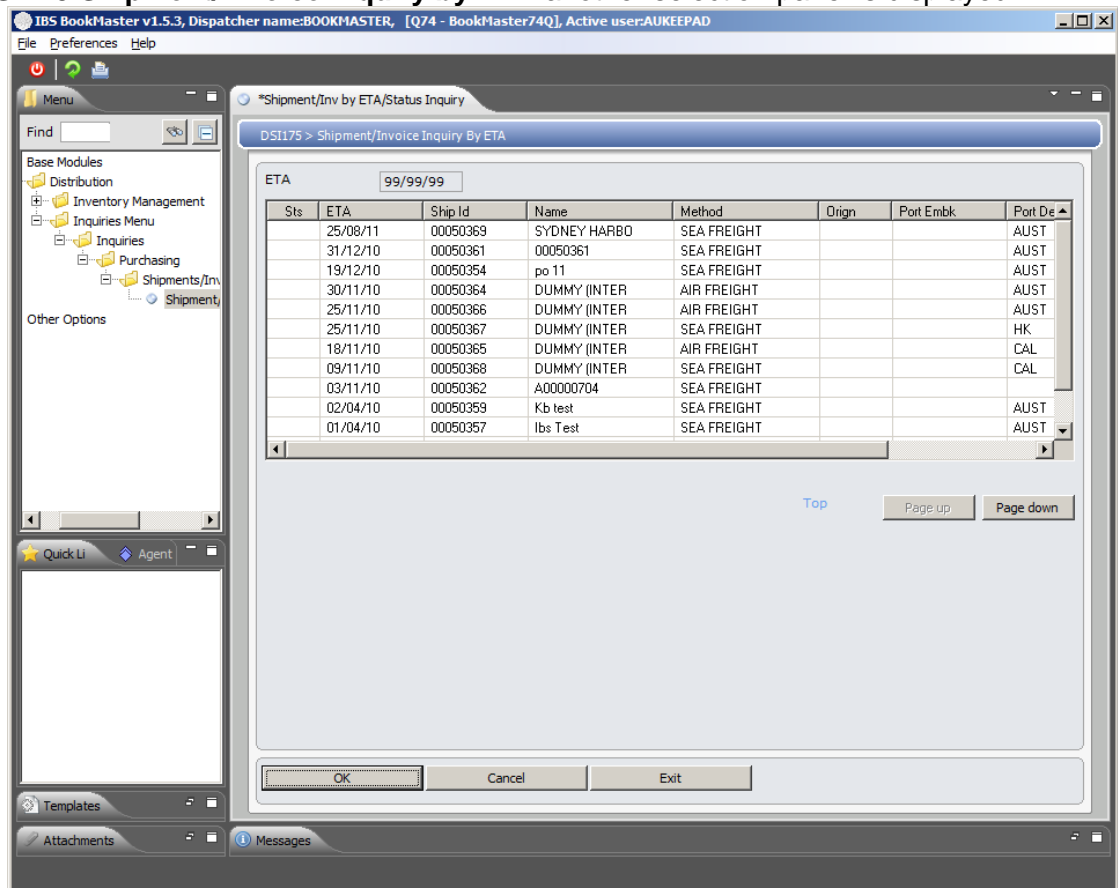 IBS BookMaster v1.5.3, Dispatcher name:BOOKMASTER, [Q74 - BookMaster74Q], Active user:AUKEEPAD
File Preferences Help
Menu
*Shipment/Inv by ETA/Status Inquiry
Find
DSI175 > Shipment/Invoice Inquiry By ETA
Base Modules
Distribution
Inventory Management
Inquiries Menu
Inquiries
Purchasing
Shipments/Inv
Shipment/
Other Options
ETA 99/99/99
Sts ETA Ship Id Name Method Orign Port Embk Port De
25/08/11 00050369 SYDNEY HARBO SEA FREIGHT AUST
31/12/10 00050361 00050361 SEA FREIGHT AUST
19/12/10 00050354 po 11 SEA FREIGHT AUST
30/11/10 00050364 DUMMY (INTER AIR FREIGHT AUST
25/11/10 00050366 DUMMY (INTER AIR FREIGHT AUST
25/11/10 00050367 DUMMY (INTER SEA FREIGHT HK
18/11/10 00050365 DUMMY (INTER AIR FREIGHT CAL
09/11/10 00050368 DUMMY (INTER SEA FREIGHT CAL
03/11/10 00050362 A00000704 SEA FREIGHT
02/04/10 00050359 Kb test SEA FREIGHT AUST
01/04/10 00050357 Ibs Test SEA FREIGHT AUST
Top Page up Page down
Quick Li Agent
OK Cancel Exit
Templates
Attachments
Messages